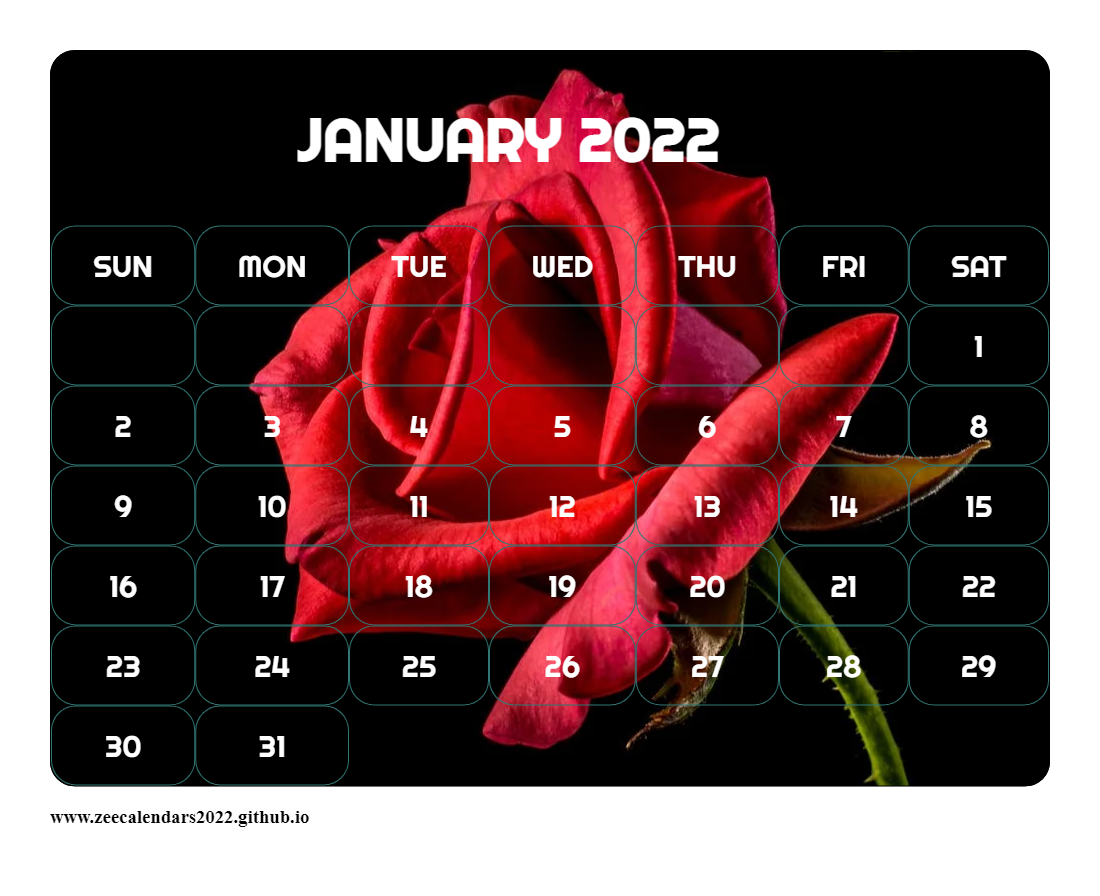 JANUARY 2022
SUN MON TUE WED THU FRI SAT
1
2 3 4 5 6 7 8
9 10 11 12 13 14 15
16 17 18 19 20 21 22
23 24 25 26 27 28 29
30 31
www.zeecalendars2022.github.io